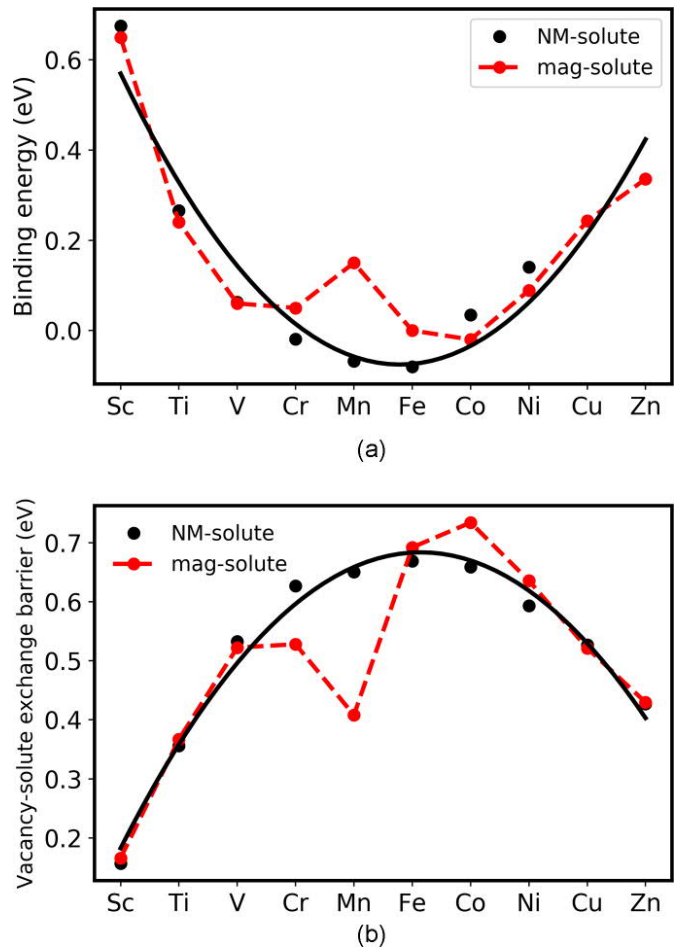 Binding energy (eV)
0.6
0.4
0.2
0.0
NM-solute
mag-solute
Sc Ti V Cr Mn Fe Co Ni Cu Zn
(a)
Vacancy-solute exchange barrier (eV)
0.7
0.6
0.5
0.4
0.3
0.2
NM-solute
mag-solute
Sc Ti V Cr Mn Fe Co Ni Cu Zn
(b)